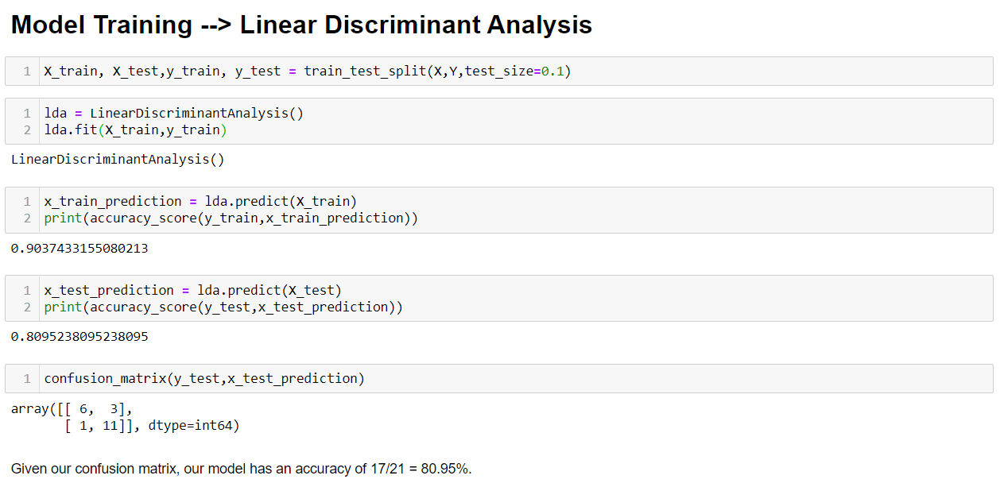 Model Training --> Linear Discriminant Analysis
1 X_train, X_test,y_train, y_test = train_test_split(X,Y,test_size=0.1)
1 lda = LinearDiscriminantAnalysis()
2 lda.fit(X_train,y_train)
LinearDiscriminantAnalysis()
1 x_train_prediction = lda.predict(X_train)
2 print(accuracy_score(y_train,x_train_prediction))
0.9037433155080213
1 x_test_prediction = lda.predict(X_test)
2 print(accuracy_score(y_test,x_test_prediction))
0.8095238095238095
1 confusion_matrix(y_test,x_test_prediction)
array([[ 6,  3],
       [ 1, 11]], dtype=int64)
Given our confusion matrix, our model has an accuracy of 17/21 = 80.95%.